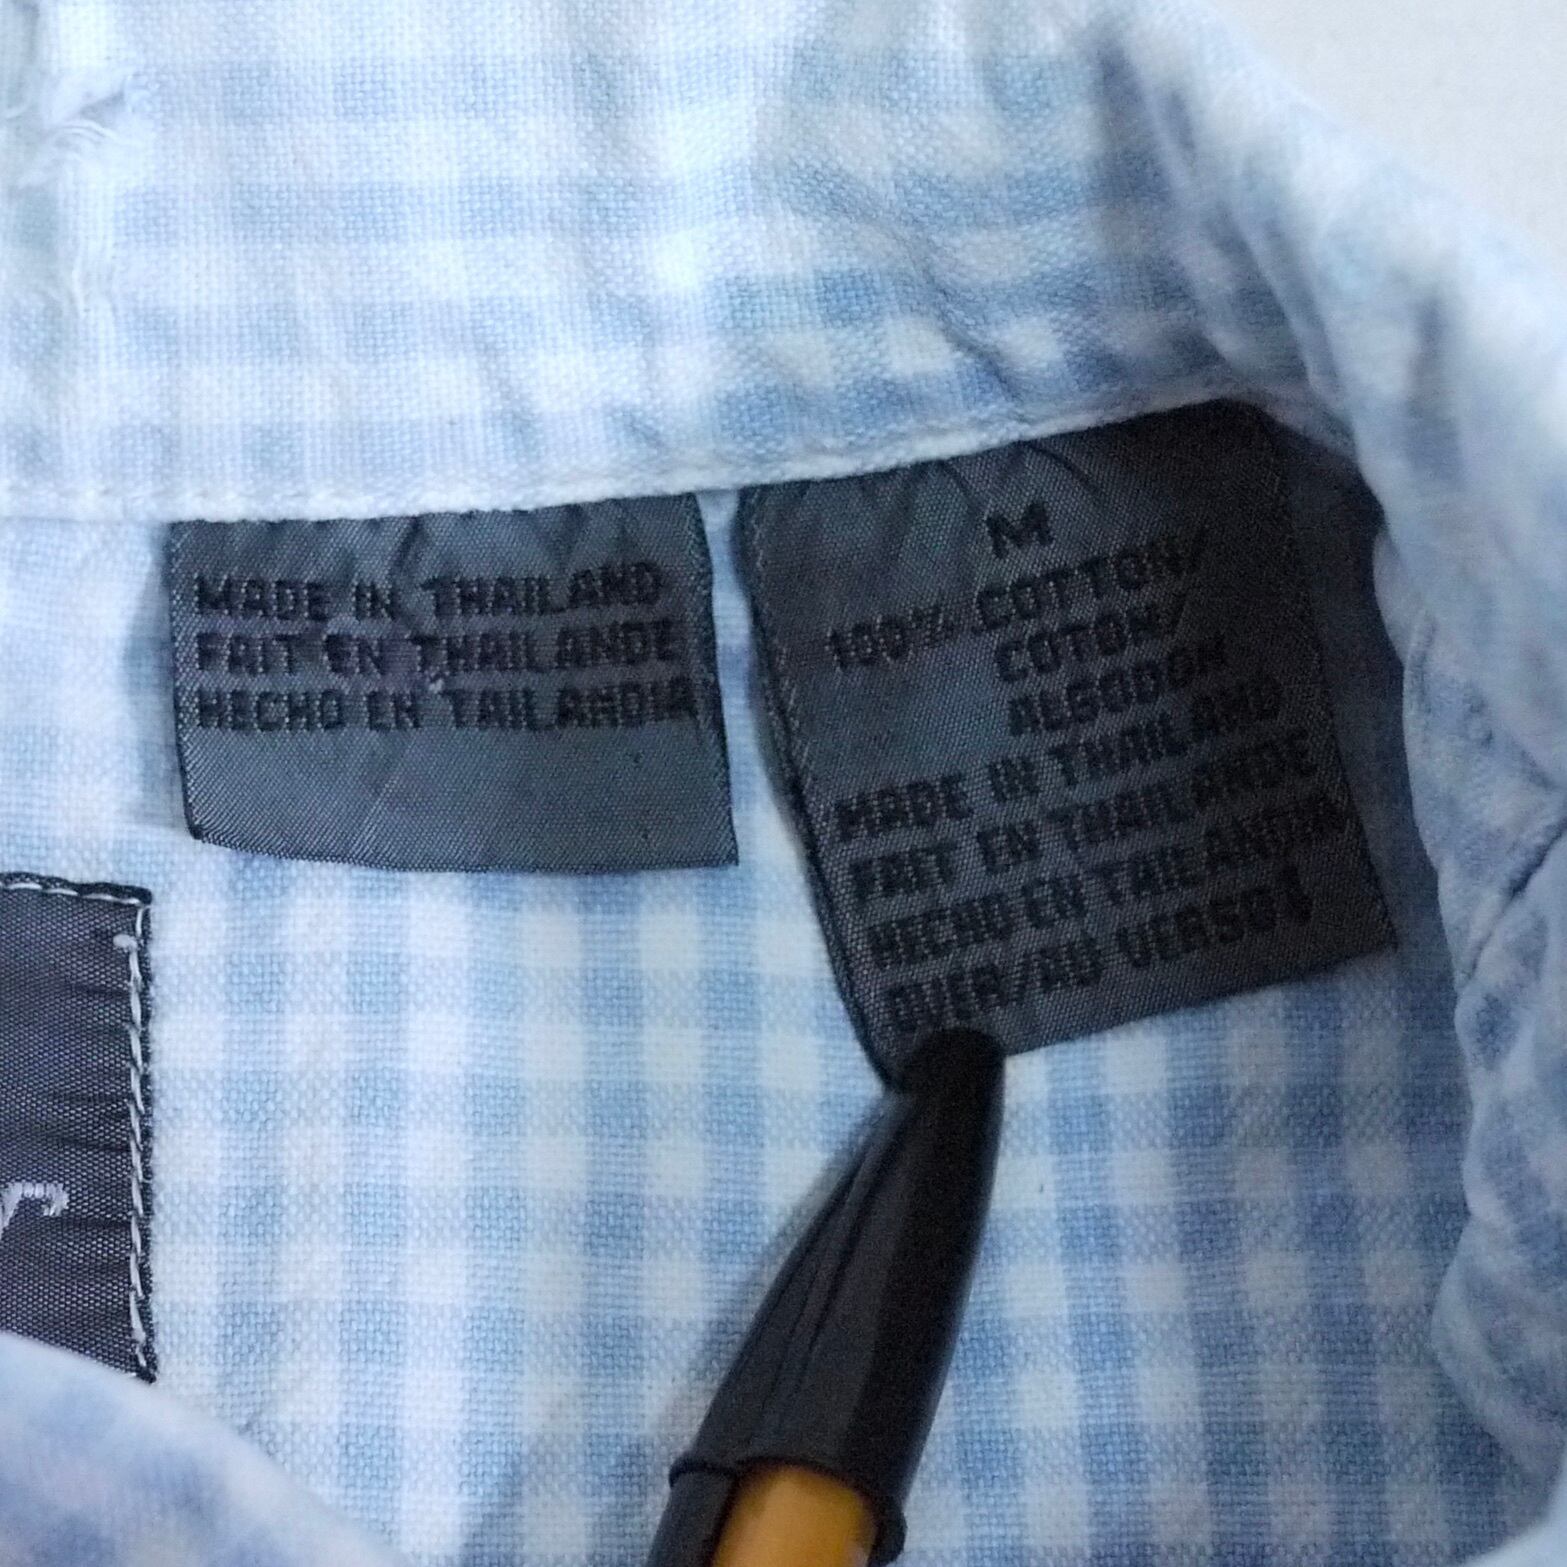 MADE IN THAILAND
FAIT EN THAILANDE
HECHO EN TAILANDIA
M
100% COTTON/
COTON/
ALGODON
MADE IN THAILAND
FAIT EN THAILANDE
HECHO EN TAILANDIA
OVER/AU VERSO